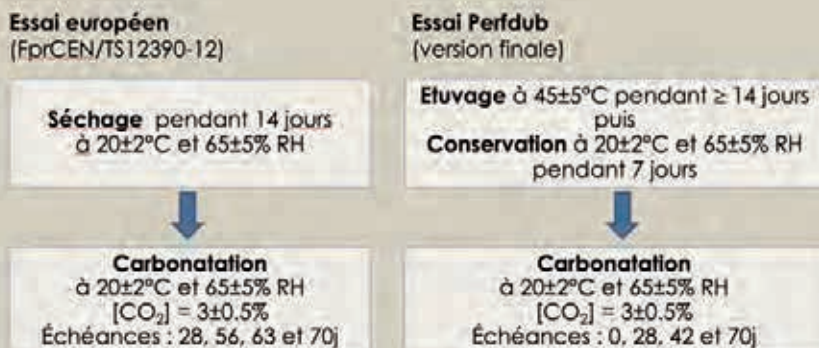 Essai européen
(FprCEN/TS12390-12)
Séchage pendant 14 jours
à 20±2°C et 65±5% RH
Carbonatation
à 20±2°C et 65±5% RH
[CO₂] = 3±0.5%
Échéances : 28, 56, 63 et 70j
Essai Perfdub
(version finale)
Etuvage à 45±5°C pendant ≥ 14 jours
puis
Conservation à 20±2°C et 65±5% RH
pendant 7 jours
Carbonatation
à 20±2°C et 65±5% RH
[CO₂] = 3±0.5%
Échéances : 0, 28, 42 et 70j